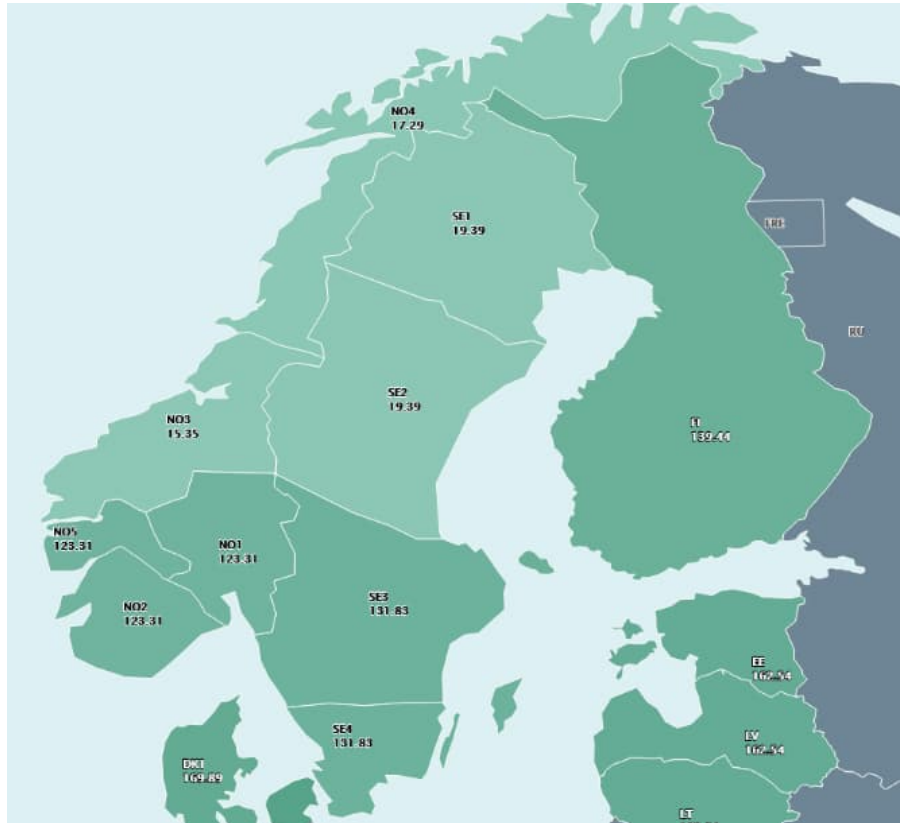 NO4
17.29
SE1
19.39
FRE
RU
SE2
19.39
NO3
15.35
FI
139.44
NO5
123.31
NO1
123.31
NO2
123.31
SE3
131.83
EE
162.54
SE4
131.83
LV
162.54
DK1
169.89
LT